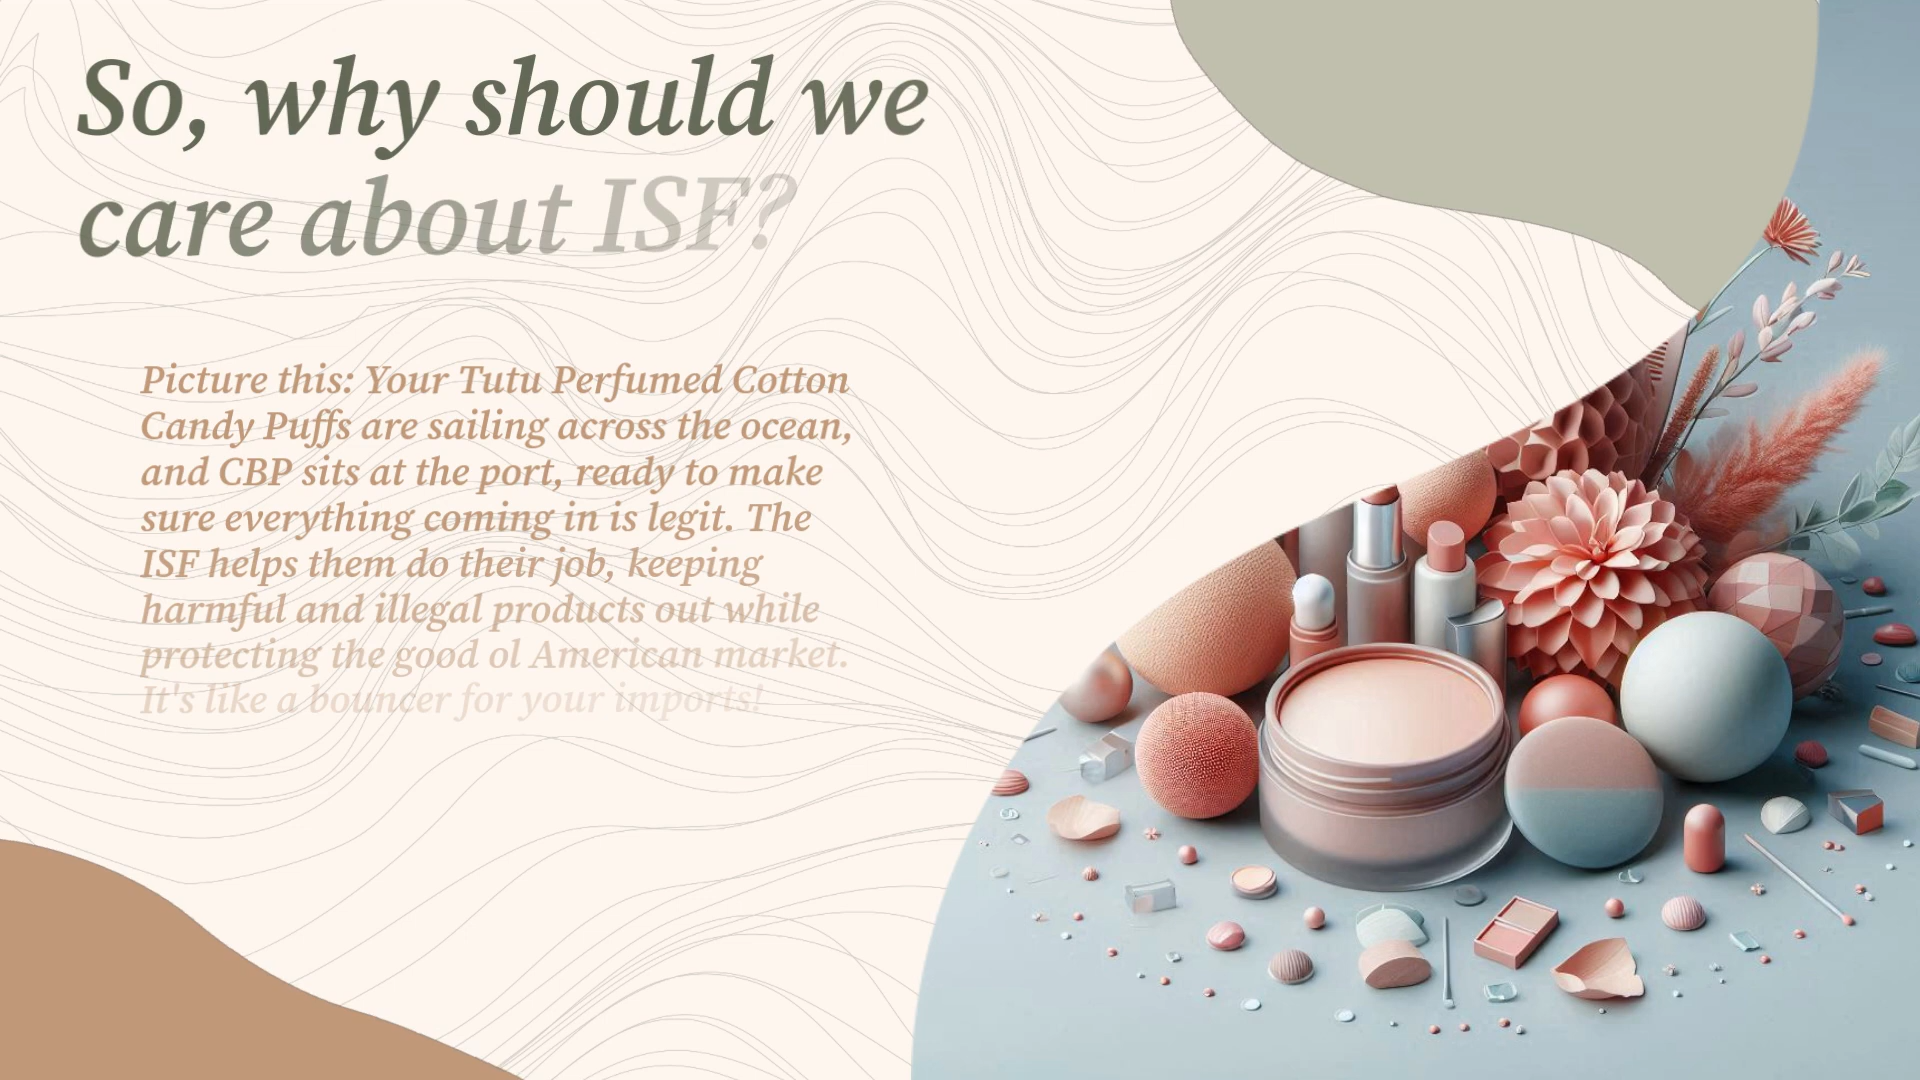 So, why should we
care about ISF?
Picture this: Your Tutu Perfumed Cotton
Candy Puffs are sailing across the ocean,
and CBP sits at the port, ready to make
sure everything coming in is legit. The
ISF helps them do their job, keeping
harmful and illegal products out while
protecting the good ol American market.
It's like a bouncer for your imports!